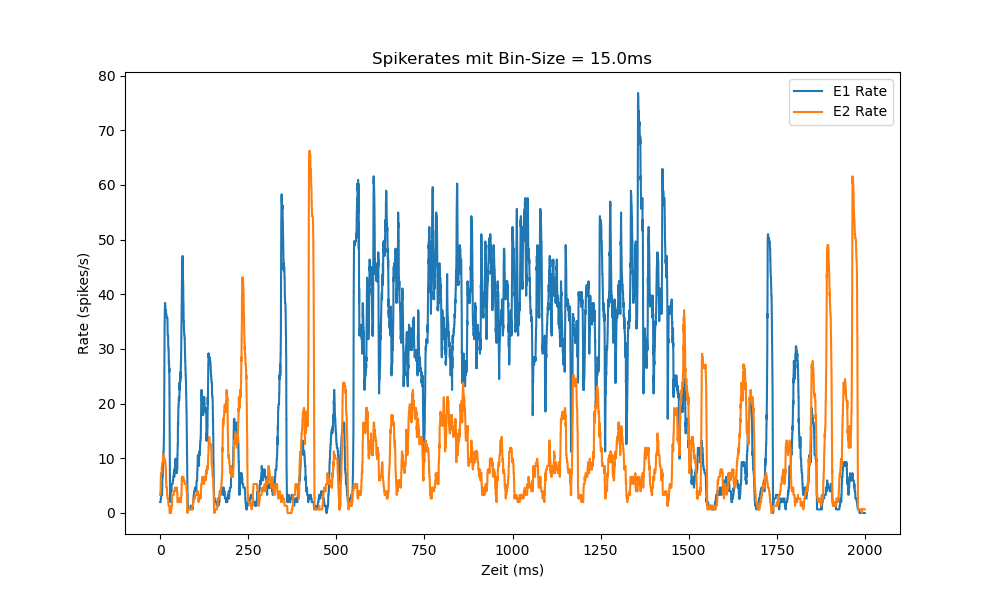 Spikerates mit Bin-Size = 15.0ms
E1 Rate
E2 Rate
Rate (spikes/s)
80
70
60
50
40
30
20
10
0
0 250 500 750 1000 1250 1500 1750 2000
Zeit (ms)